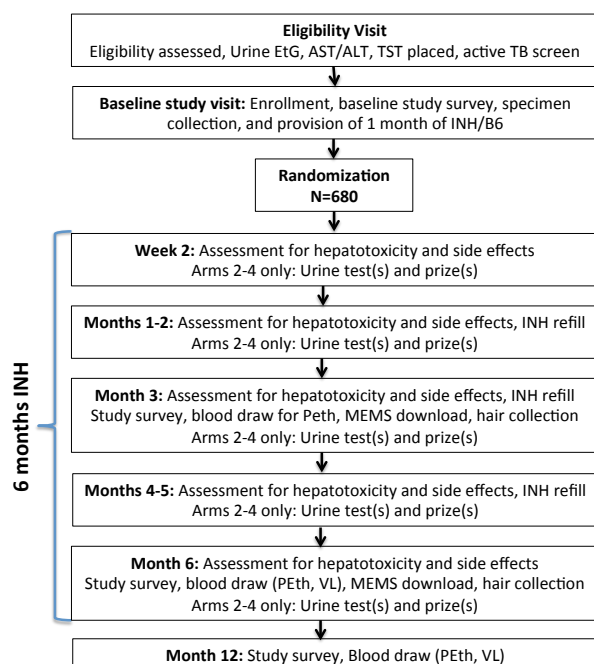 Eligibility Visit
Eligibility assessed, Urine EtG, AST/ALT, TST placed, active TB screen
Baseline study visit: Enrollment, baseline study survey, specimen
collection, and provision of 1 month of INH/B6
Randomization
N=680
6 months INH
Week 2: Assessment for hepatotoxicity and side effects
Arms 2-4 only: Urine test(s) and prize(s)
Months 1-2: Assessment for hepatotoxicity and side effects, INH refill
Arms 2-4 only: Urine test(s) and prize(s)
Month 3: Assessment for hepatotoxicity and side effects, INH refill
Study survey, blood draw for Peth, MEMS download, hair collection
Arms 2-4 only: Urine test(s) and prize(s)
Months 4-5: Assessment for hepatotoxicity and side effects, INH refill
Arms 2-4 only: Urine test(s) and prize(s)
Month 6: Assessment for hepatotoxicity and side effects
Study survey, blood draw (PEth, VL), MEMS download, hair collection
Arms 2-4 only: Urine test(s) and prize(s)
Month 12: Study survey, Blood draw (PEth, VL)